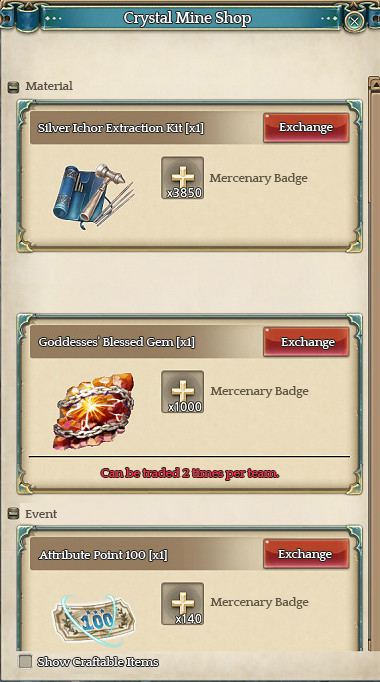 Crystal Mine Shop
Material
Silver Ichor Extraction Kit [x1]
Exchange
x3850
Mercenary Badge
Goddesses' Blessed Gem [x1]
Exchange
x1000
Mercenary Badge
Can be traded 2 times per team.
Event
Attribute Point 100 [x1]
Exchange
100
x140
Mercenary Badge
Show Craftable Items